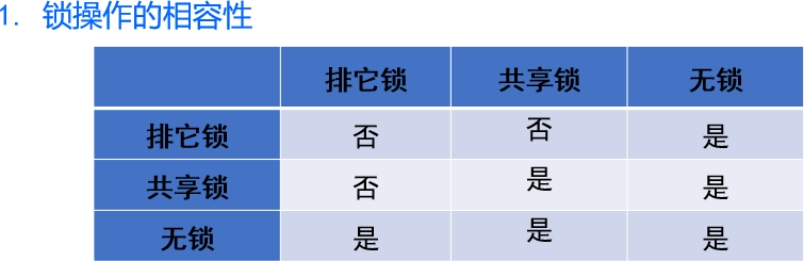 1. 锁操作的相容性
排它锁 共享锁 无锁
排它锁 否 否 是
共享锁 否 是 是
无锁 是 是 是